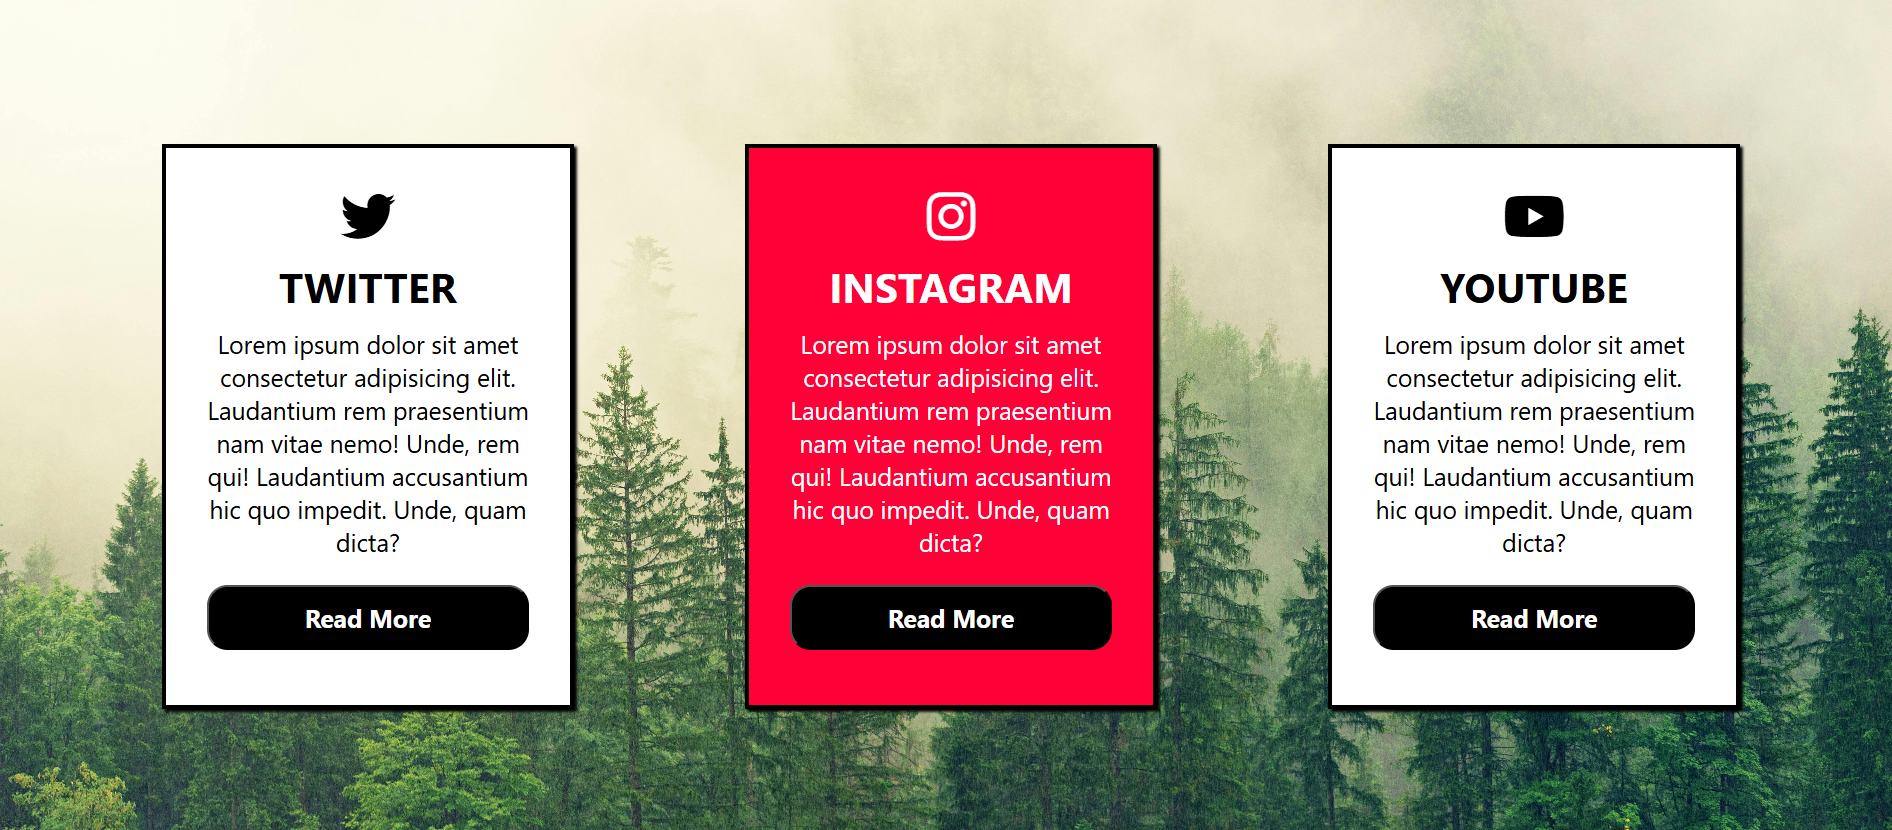 TWITTER
Lorem ipsum dolor sit amet
consectetur adipisicing elit.
Laudantium rem praesentium
nam vitae nemo! Unde, rem
qui! Laudantium accusantium
hic quo impedit. Unde, quam
dicta?
Read More
INSTAGRAM
Lorem ipsum dolor sit amet
consectetur adipisicing elit.
Laudantium rem praesentium
nam vitae nemo! Unde, rem
qui! Laudantium accusantium
hic quo impedit. Unde, quam
dicta?
Read More
YOUTUBE
Lorem ipsum dolor sit amet
consectetur adipisicing elit.
Laudantium rem praesentium
nam vitae nemo! Unde, rem
qui! Laudantium accusantium
hic quo impedit. Unde, quam
dicta?
Read More